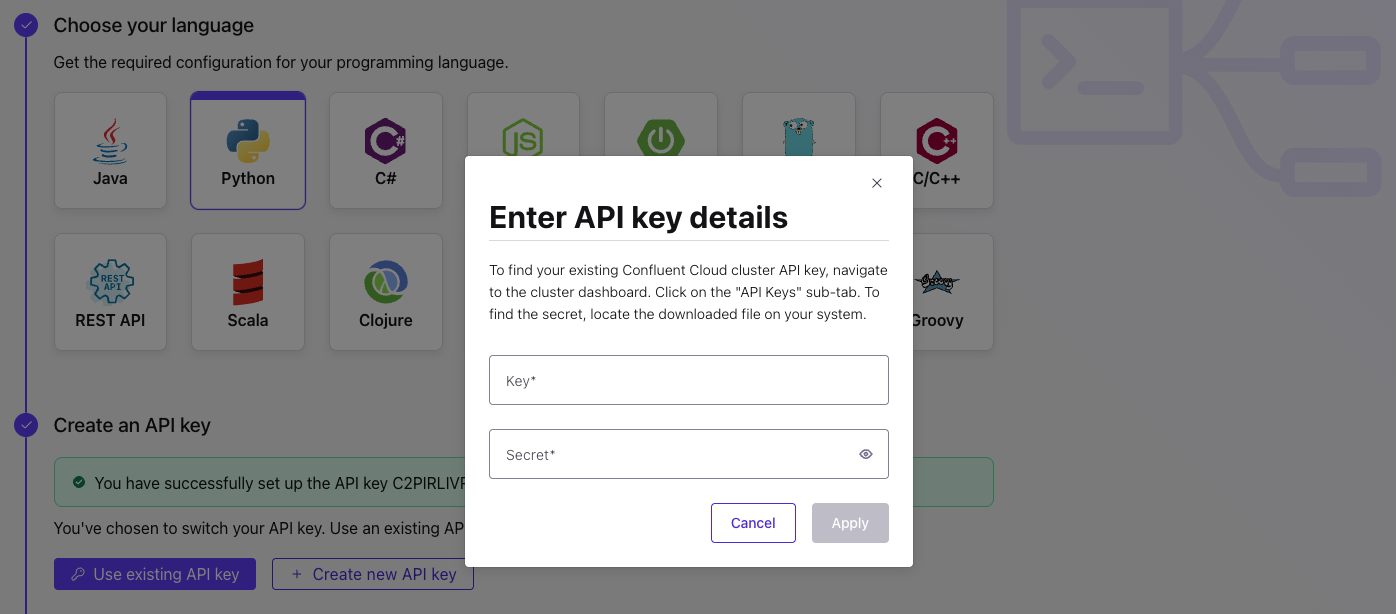 Choose your language
Get the required configuration for your programming language.
Java
Python
C#
JS
C/C++
REST API
REST API
Scala
Clojure
Groovy
Enter API key details
To find your existing Confluent Cloud cluster API key, navigate
to the cluster dashboard. Click on the "API Keys" sub-tab. To
find the secret, locate the downloaded file on your system.
Key*
Secret*
Cancel
Apply
Create an API key
You have successfully set up the API key
You've chosen to switch your API key. Use an existing
Use existing API key
+ Create new API key